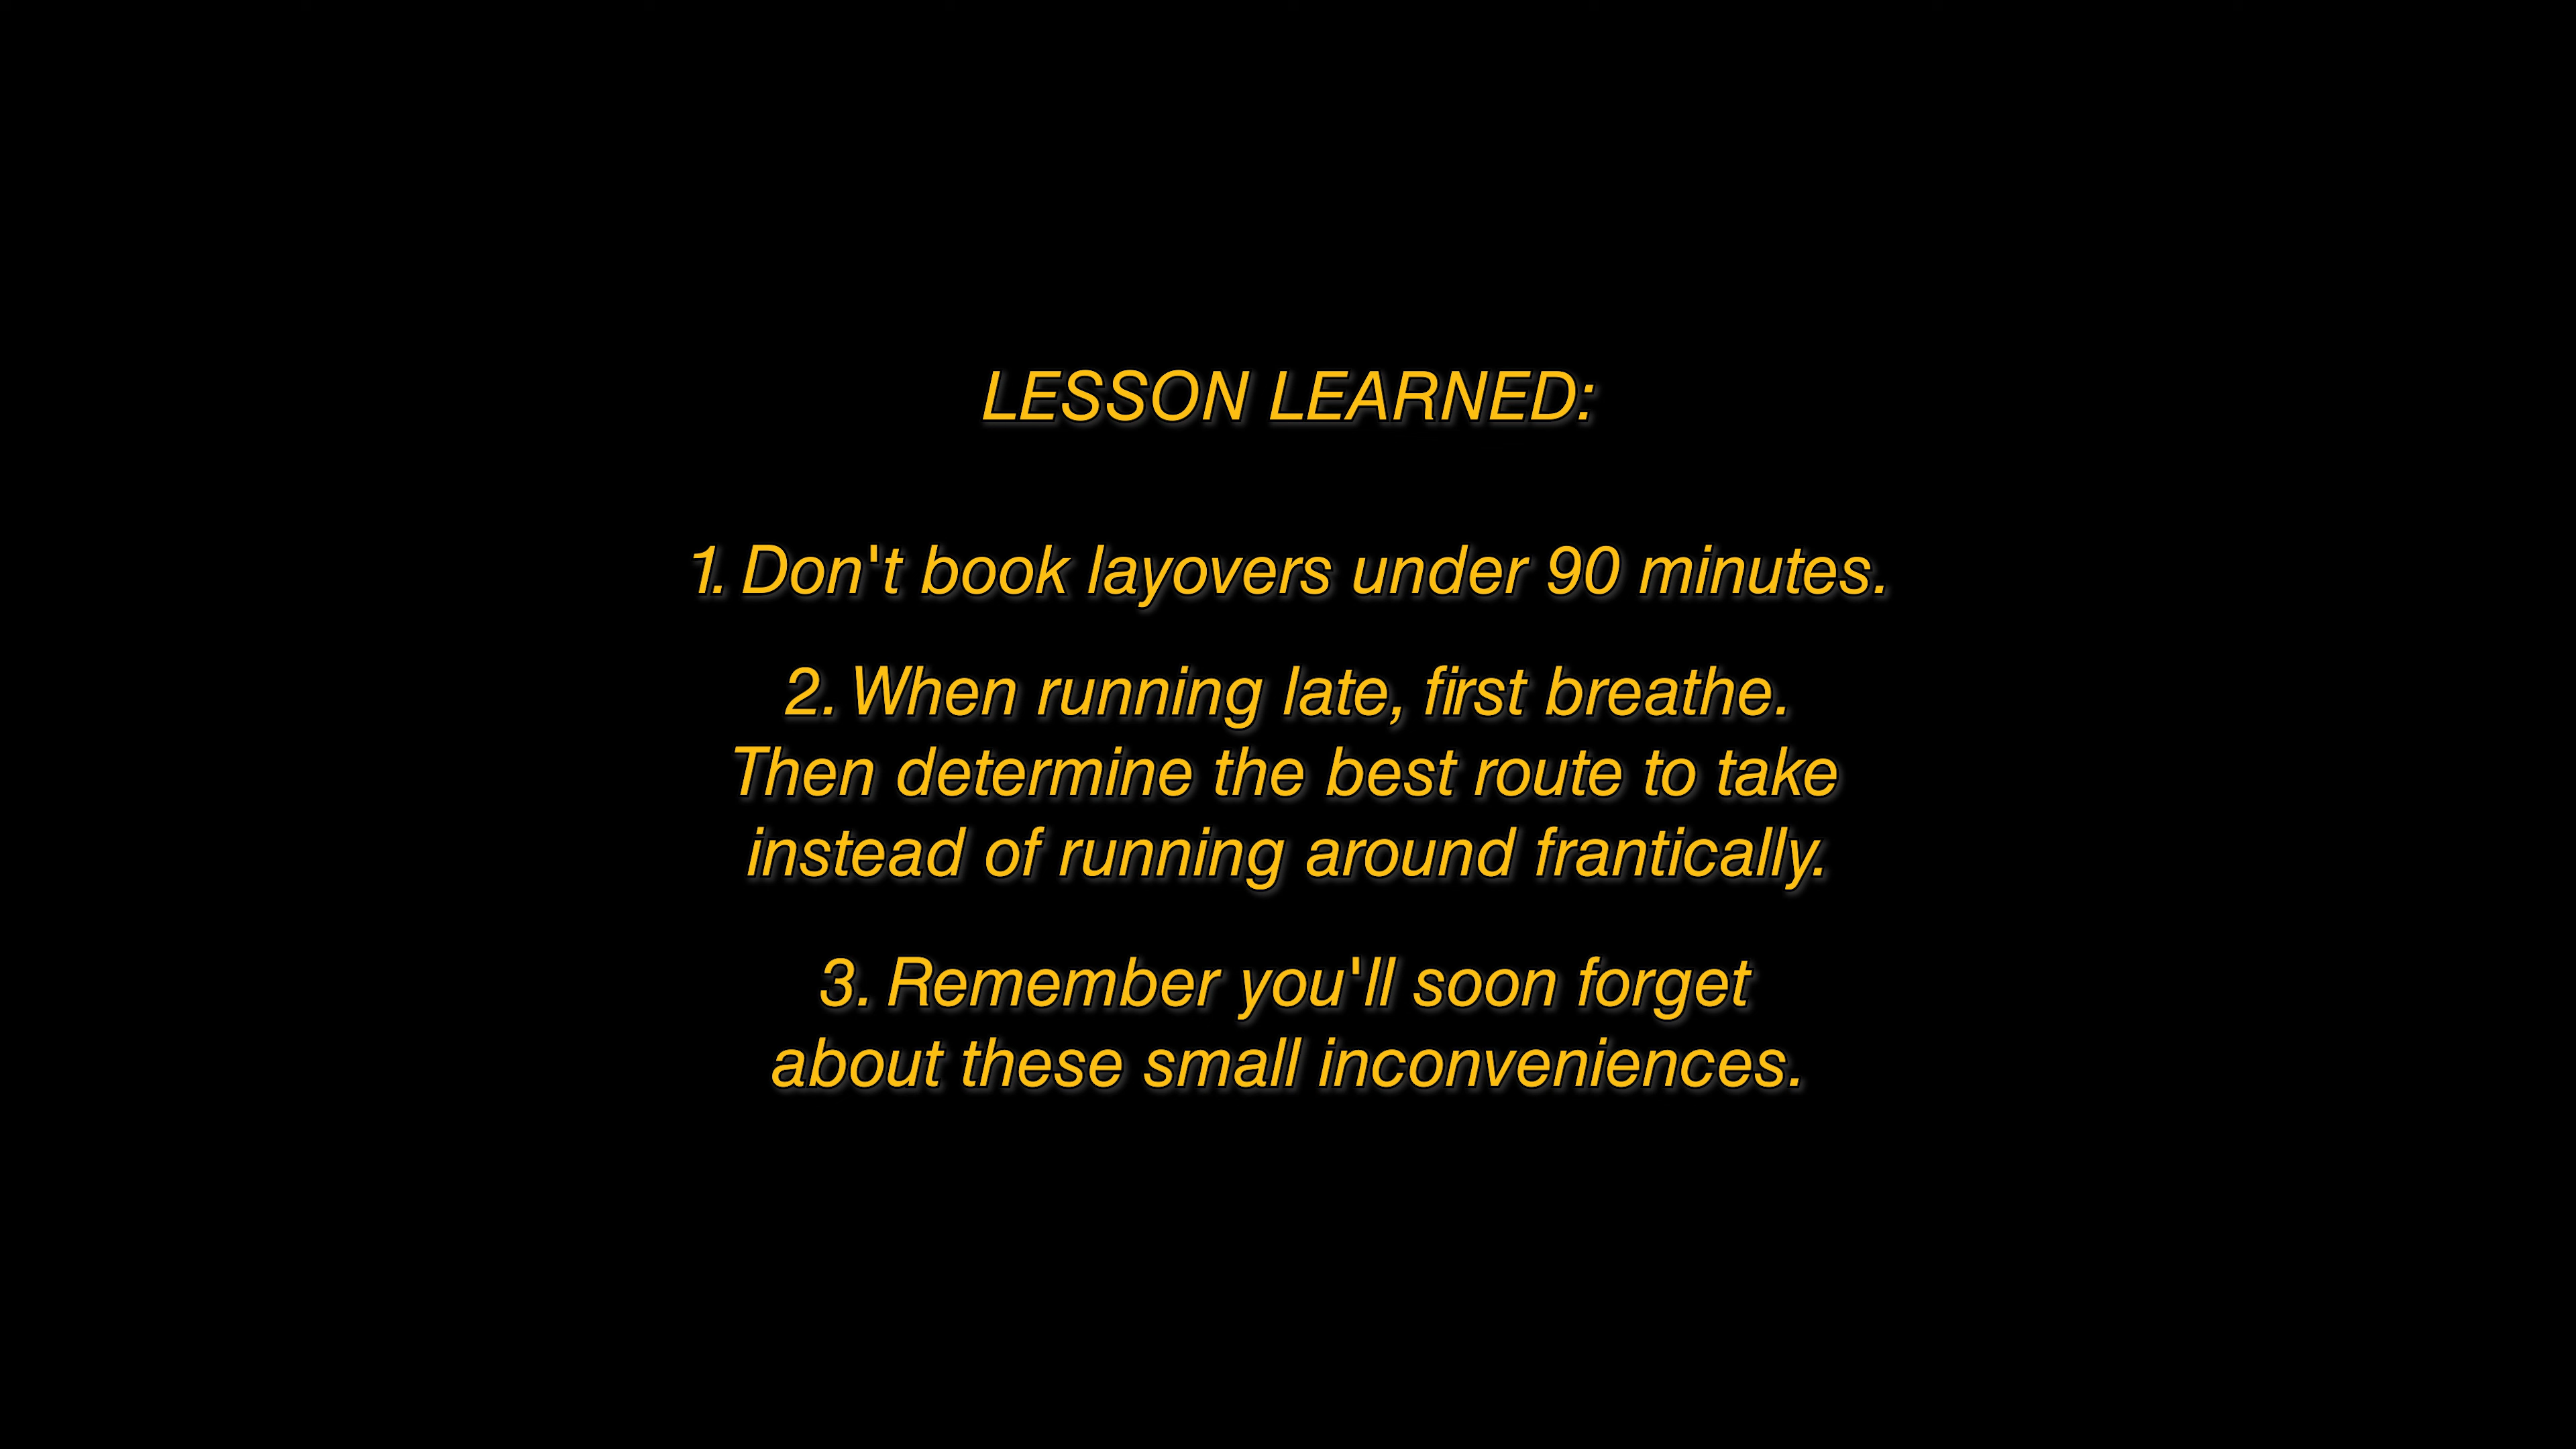 LESSON LEARNED:
1. Don't book layovers under 90 minutes.
2. When running late, first breathe.
Then determine the best route to take
instead of running around frantically.
3. Remember you'll soon forget
about these small inconveniences.